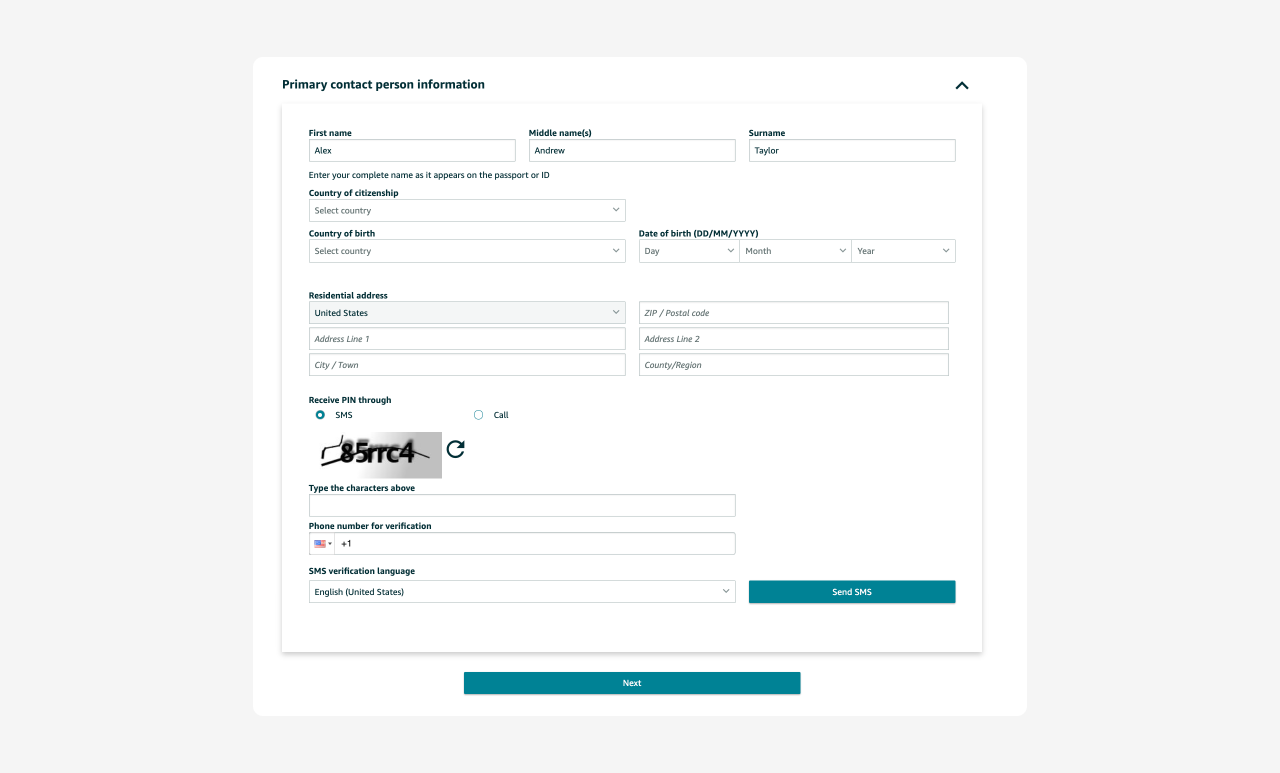 Primary contact person information
First name Middle name(s) Surname
Alex Andrew Taylor
Enter your complete name as it appears on the passport or ID
Country of citizenship
Select country
Country of birth Date of birth (DD/MM/YYYY)
Select country Day Month Year
Residential address
United States ZIP / Postal code
Address Line 1 Address Line 2
City / Town County/Region
Receive PIN through
SMS Call
85rrc4
Type the characters above
Phone number for verification
+1
SMS verification language
English (United States) Send SMS
Next